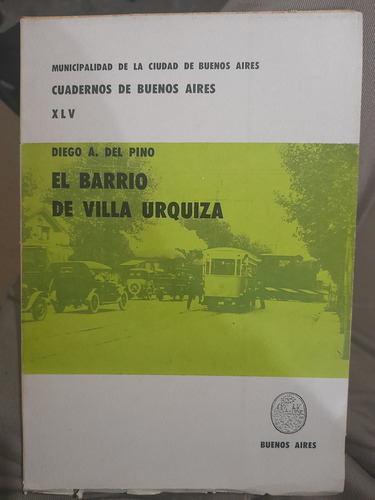 MUNICIPALIDAD DE LA CIUDAD DE BUENOS AIRES
CUADERNOS DE BUENOS AIRES
XLV
DIEGO A. DEL PINO
EL BARRIO
DE VILLA URQUIZA
BUENOS AIRES